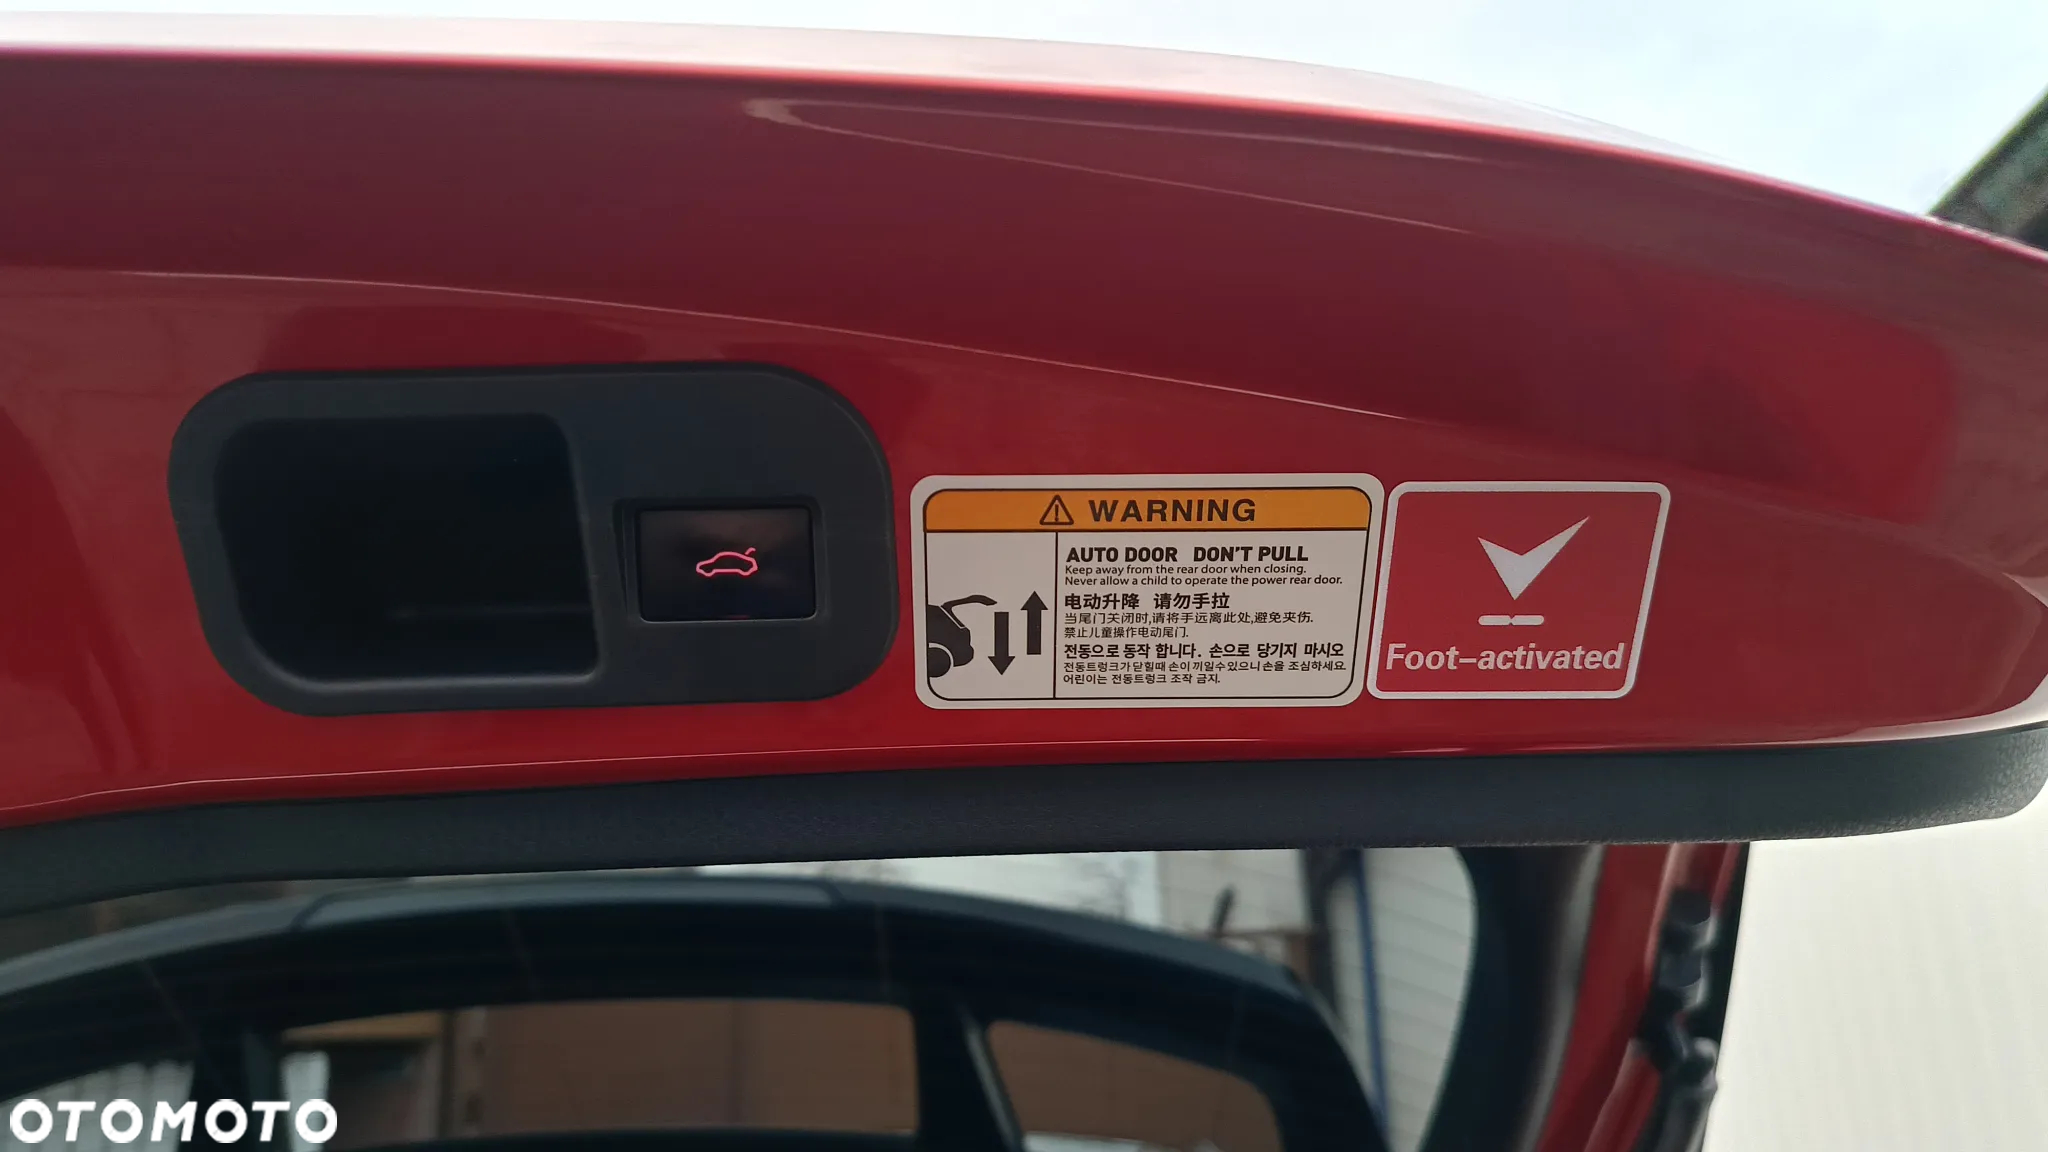 WARNING
AUTO DOOR DON'T PULL
Keep away from the rear door when closing.
Never allow a child to operate the power rear door.
电动升降 请勿手拉
当尾门关闭时,请将手远离此处,避免夹伤.
禁止儿童操作电动尾门.
전동으로 동작 합니다. 손으로 당기지 마시오
전동트렁크가 닫힐때 손이 끼일수있으니 손을 조심하세요.
어린이는 전동트렁크 조작 금지.
Foot-activated
OTOMOTO